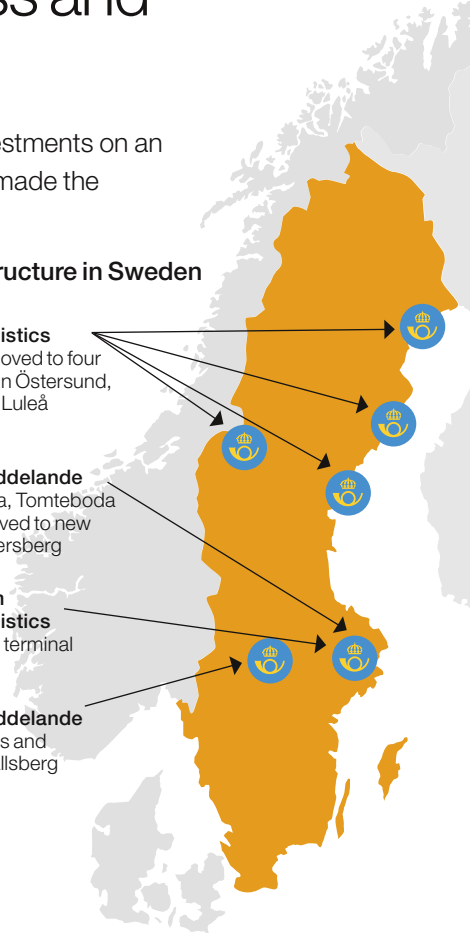 ss and
estments on an
made the
ructure in Sweden
istics
oved to four
n Östersund,
Luleå
ddelande
a, Tomteboda
ved to new
ersberg
n
istics
terminal
ddelande
s and
llsberg